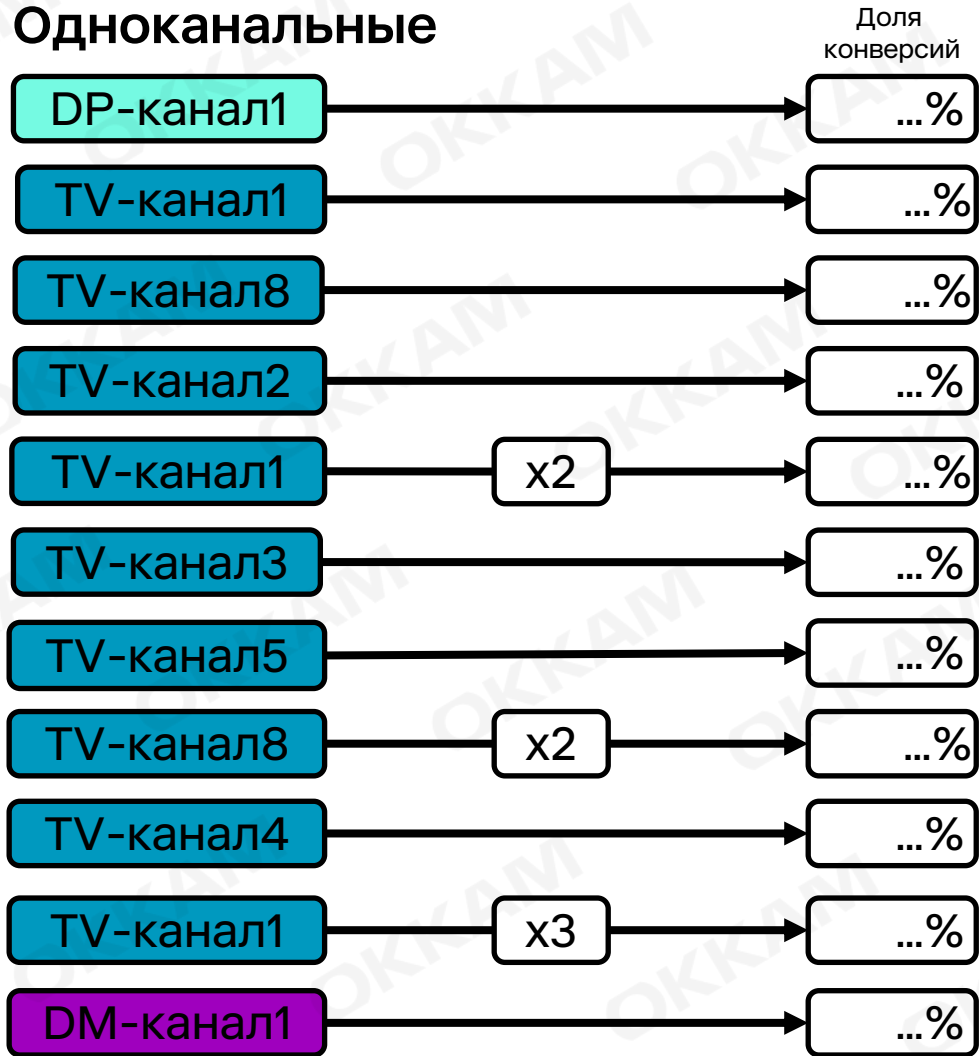 Одноканальные
Доля
конверсий
DP-канал1 ...%
TV-канал1 ...%
TV-канал8 ...%
TV-канал2 ...%
TV-канал1 x2 ...%
TV-канал3 ...%
TV-канал5 ...%
TV-канал8 x2 ...%
TV-канал4 ...%
TV-канал1 x3 ...%
DM-канал1 ...%
OKKAM